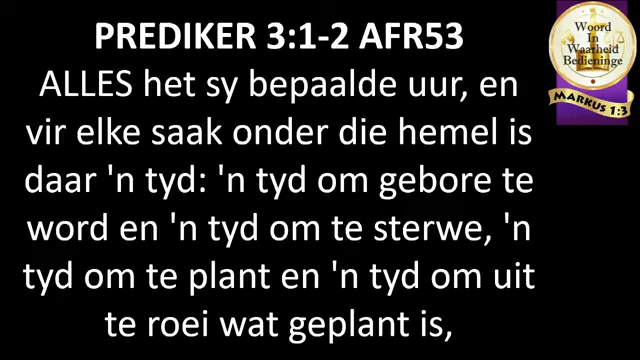 PREDIKER 3:1-2 AFR53
ALLES het sy bepaalde uur, en
vir elke saak onder die hemel is
daar 'n tyd: 'n tyd om gebore te
word en 'n tyd om te sterwe, 'n
tyd om te plant en 'n tyd om uit
te roei wat geplant is,
Woord
In
Waarheid
Bedieninge
MARKUS 1:3